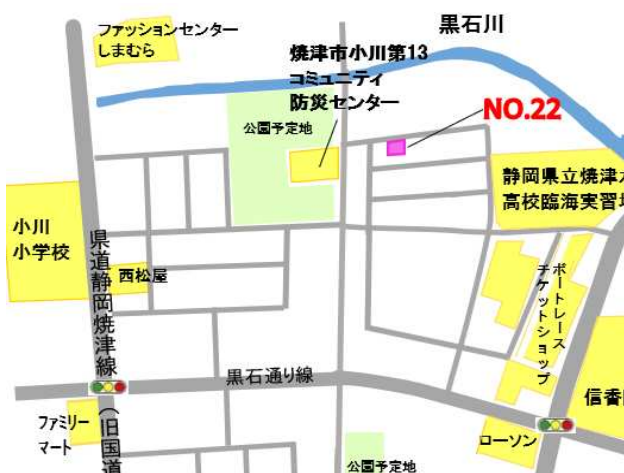 ファッションセンター
しまむら
黒石川
焼津市小川第13
コミュニティ
防災センター
NO.22
公園予定地
静岡県立焼津水
高校臨海実習場
小川
小学校
西松屋
県道静岡焼津線(旧国道
ボートレース
チケットショップ
黒石通り線
信香
ファミリー
マート
ローソン
公園予定地